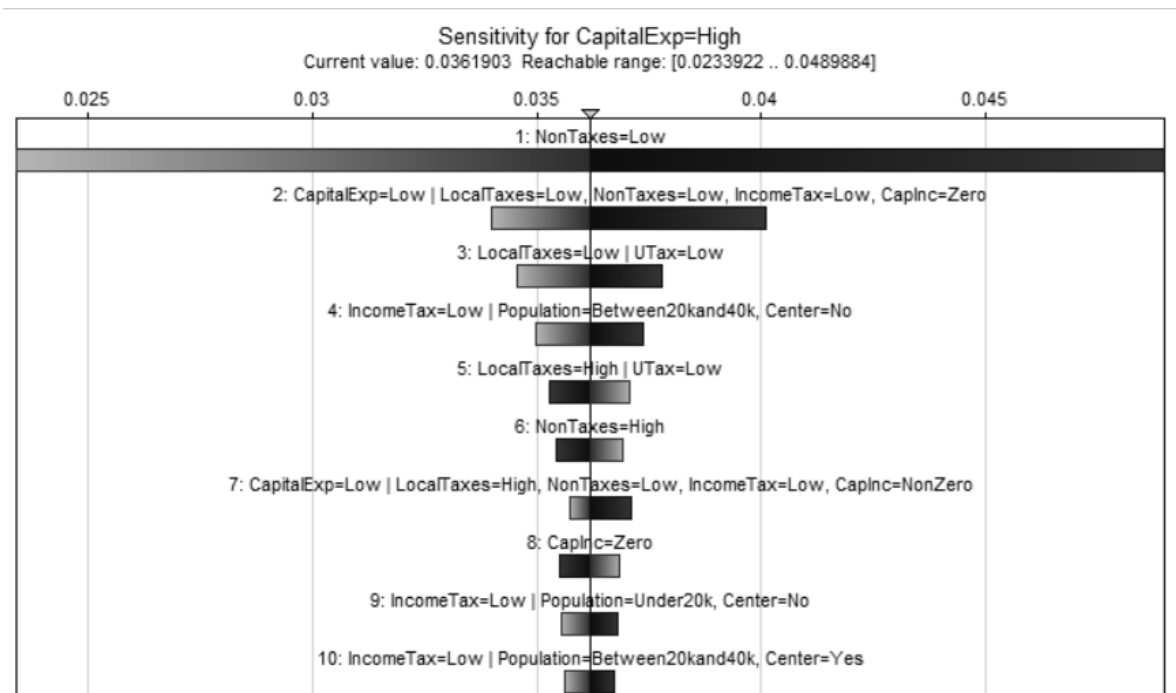 Sensitivity for CapitalExp=High
Current value: 0.0361903 Reachable range: [0.0233922 .. 0.0489884]
0.025 0.03 0.035 0.04 0.045
1: NonTaxes=Low
2: CapitalExp=Low | LocalTaxes=Low, NonTaxes=Low, IncomeTax=Low, CapInc=Zero
3: LocalTaxes=Low | UTax=Low
4: IncomeTax=Low | Population=Between20kand40k, Center=No
5: LocalTaxes=High | UTax=Low
6: NonTaxes=High
7: CapitalExp=Low | LocalTaxes=High, NonTaxes=Low, IncomeTax=Low, CapInc=NonZero
8: CapInc=Zero
9: IncomeTax=Low | Population=Under20k, Center=No
10: IncomeTax=Low | Population=Between20kand40k, Center=Yes